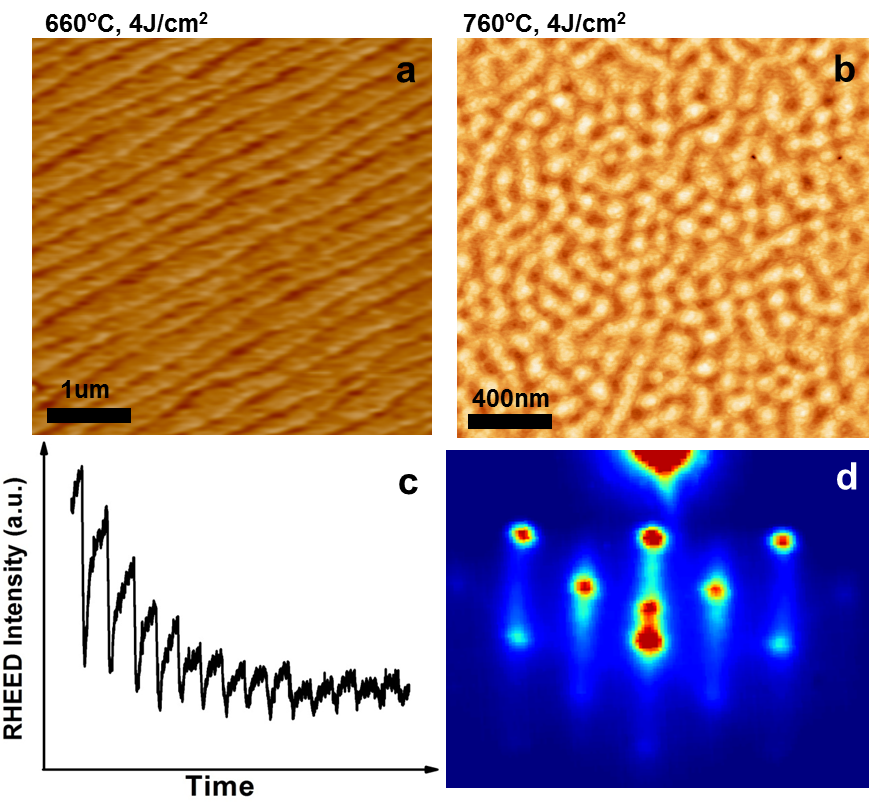 660°C, 4J/cm²
760°C, 4J/cm²
a
b
1um
400nm
c
d
RHEED Intensity (a.u.)
Time